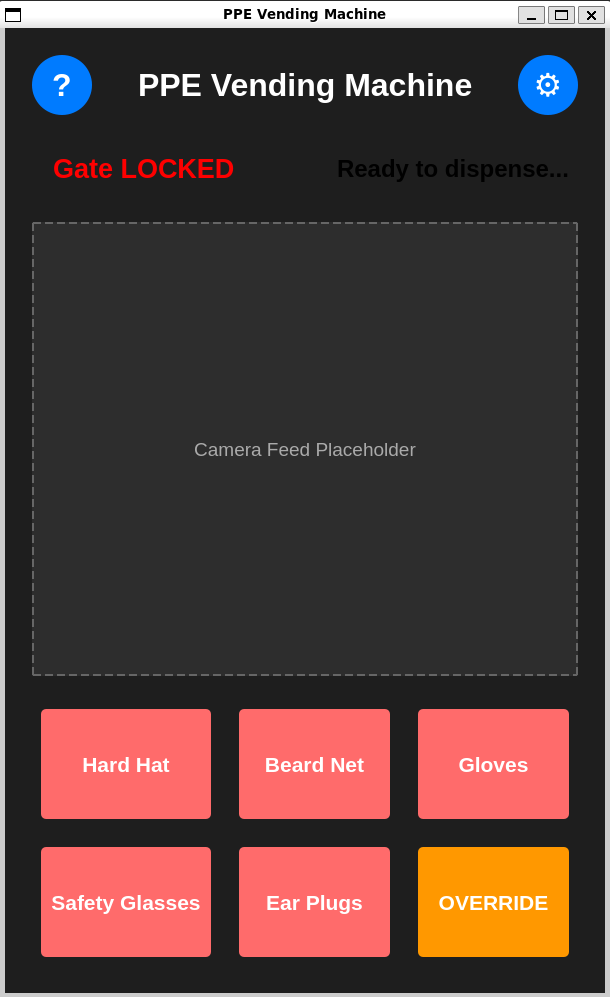 PPE Vending Machine
?
PPE Vending Machine
⚙
Gate LOCKED
Ready to dispense...
Camera Feed Placeholder
Hard Hat
Beard Net
Gloves
Safety Glasses
Ear Plugs
OVERRIDE